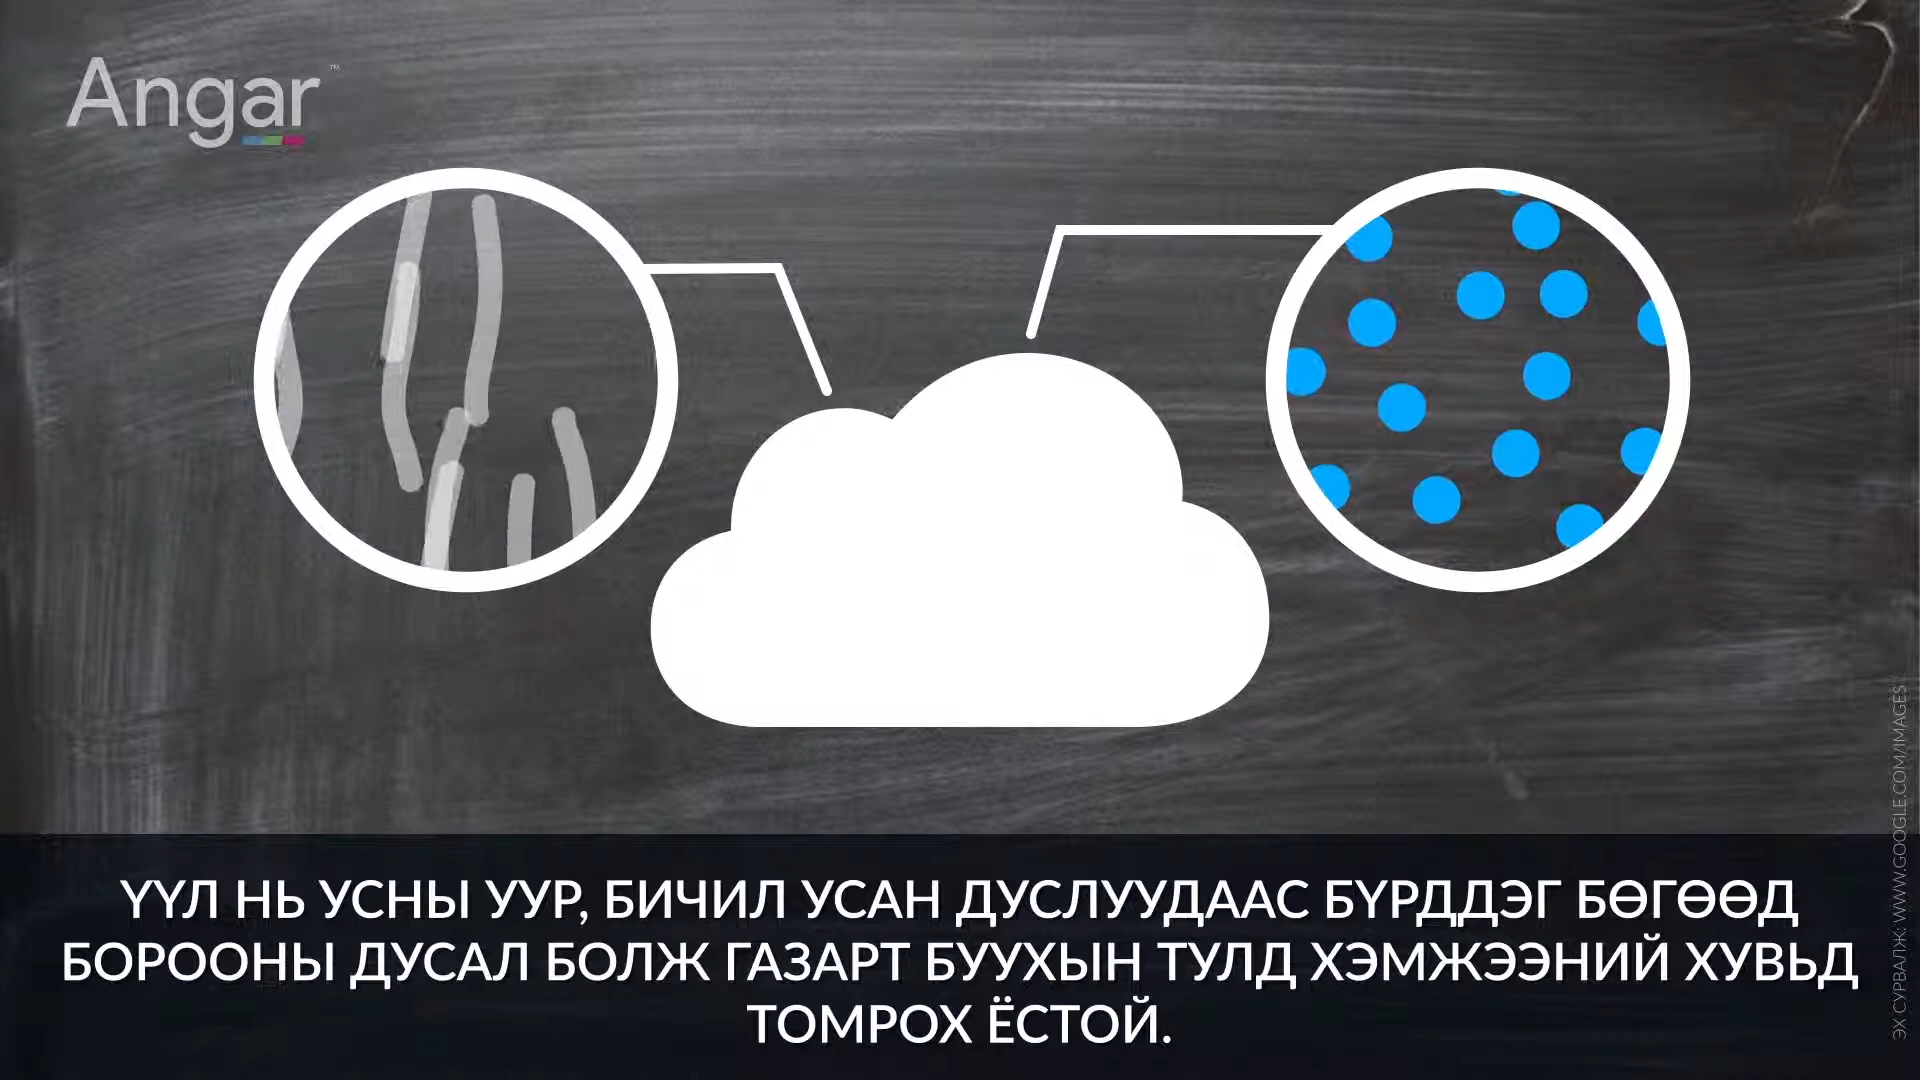 Angar™
ҮҮЛ НЬ УСНЫ УУР, БИЧИЛ УСАН ДУСЛУУДААС БҮРДДЭГ БӨГӨӨД
БОРООНЫ ДУСАЛ БОЛЖ ГАЗАРТ БУУХЫН ТУЛД ХЭМЖЭЭНИЙ ХУВЬД
ТОМРОХ ЁСТОЙ.
ЭХ СУРВАЛЖ: WWW.GOOGLE.COM/IMAGES